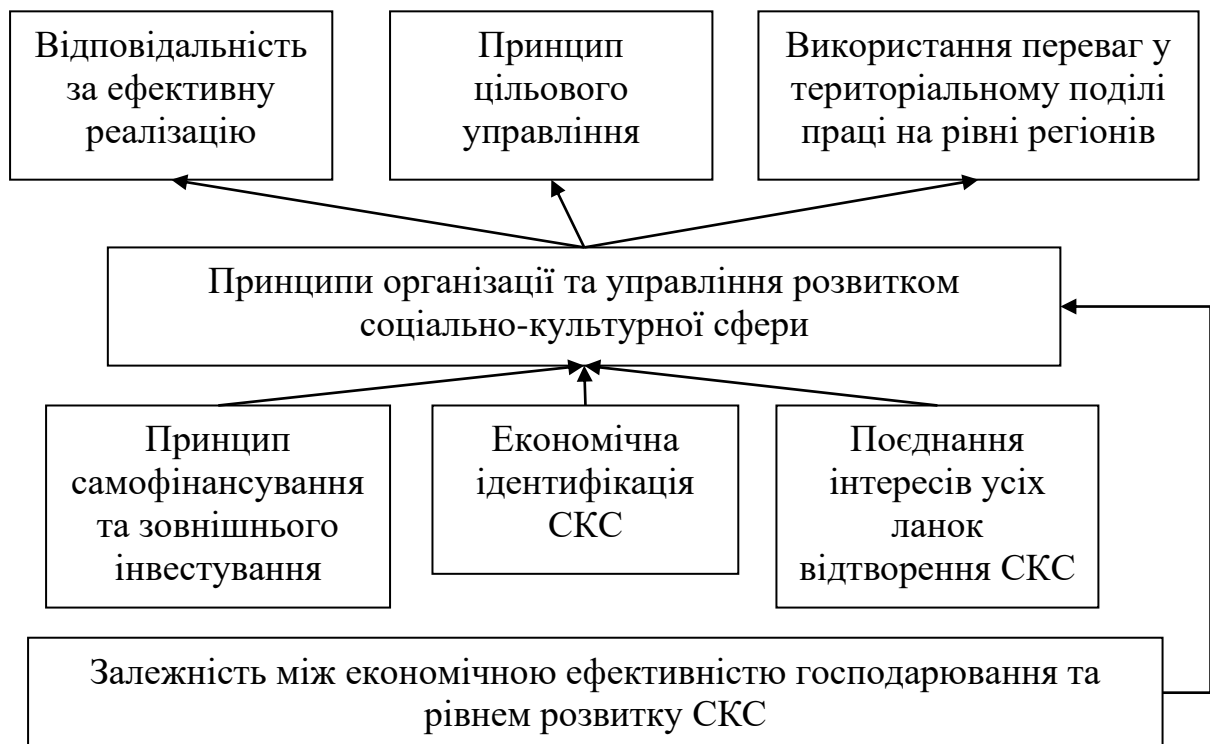 Відповідальність
за ефективну
реалізацію
Принцип
цільового
управління
Використання переваг у
територіальному поділі
праці на рівні регіонів
Принципи організації та управління розвитком
соціально-культурної сфери
Принцип
самофінансування
та зовнішнього
інвестування
Економічна
ідентифікація
СКС
Поєднання
інтересів усіх
ланок
відтворення СКС
Залежність між економічною ефективністю господарювання та
рівнем розвитку СКС